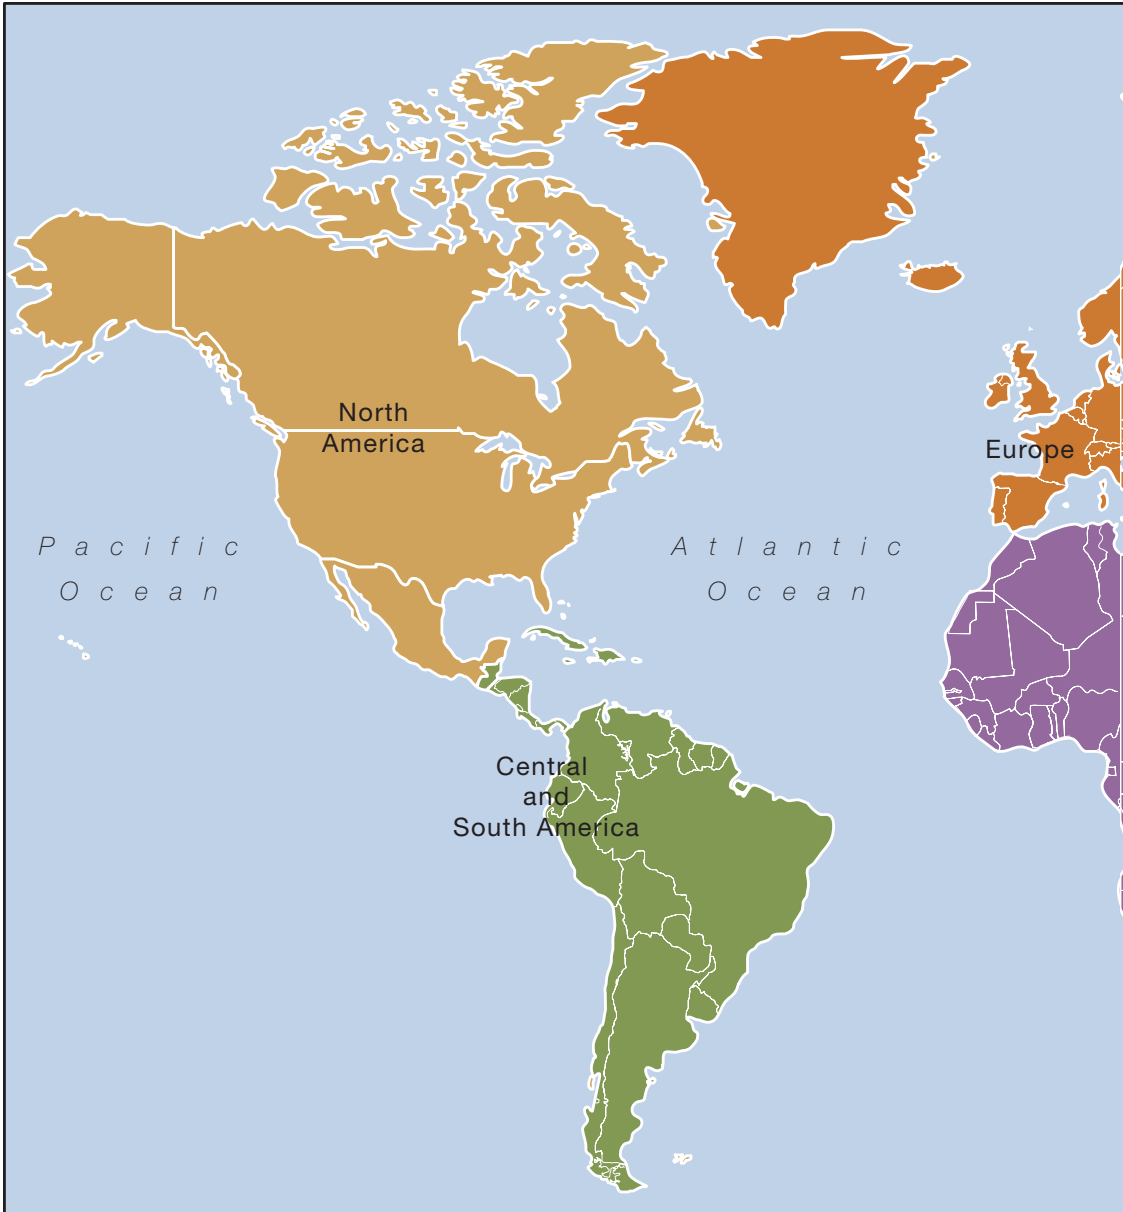 North
America
Europe
Pacific
Ocean
Atlantic
Ocean
Central
and
South America